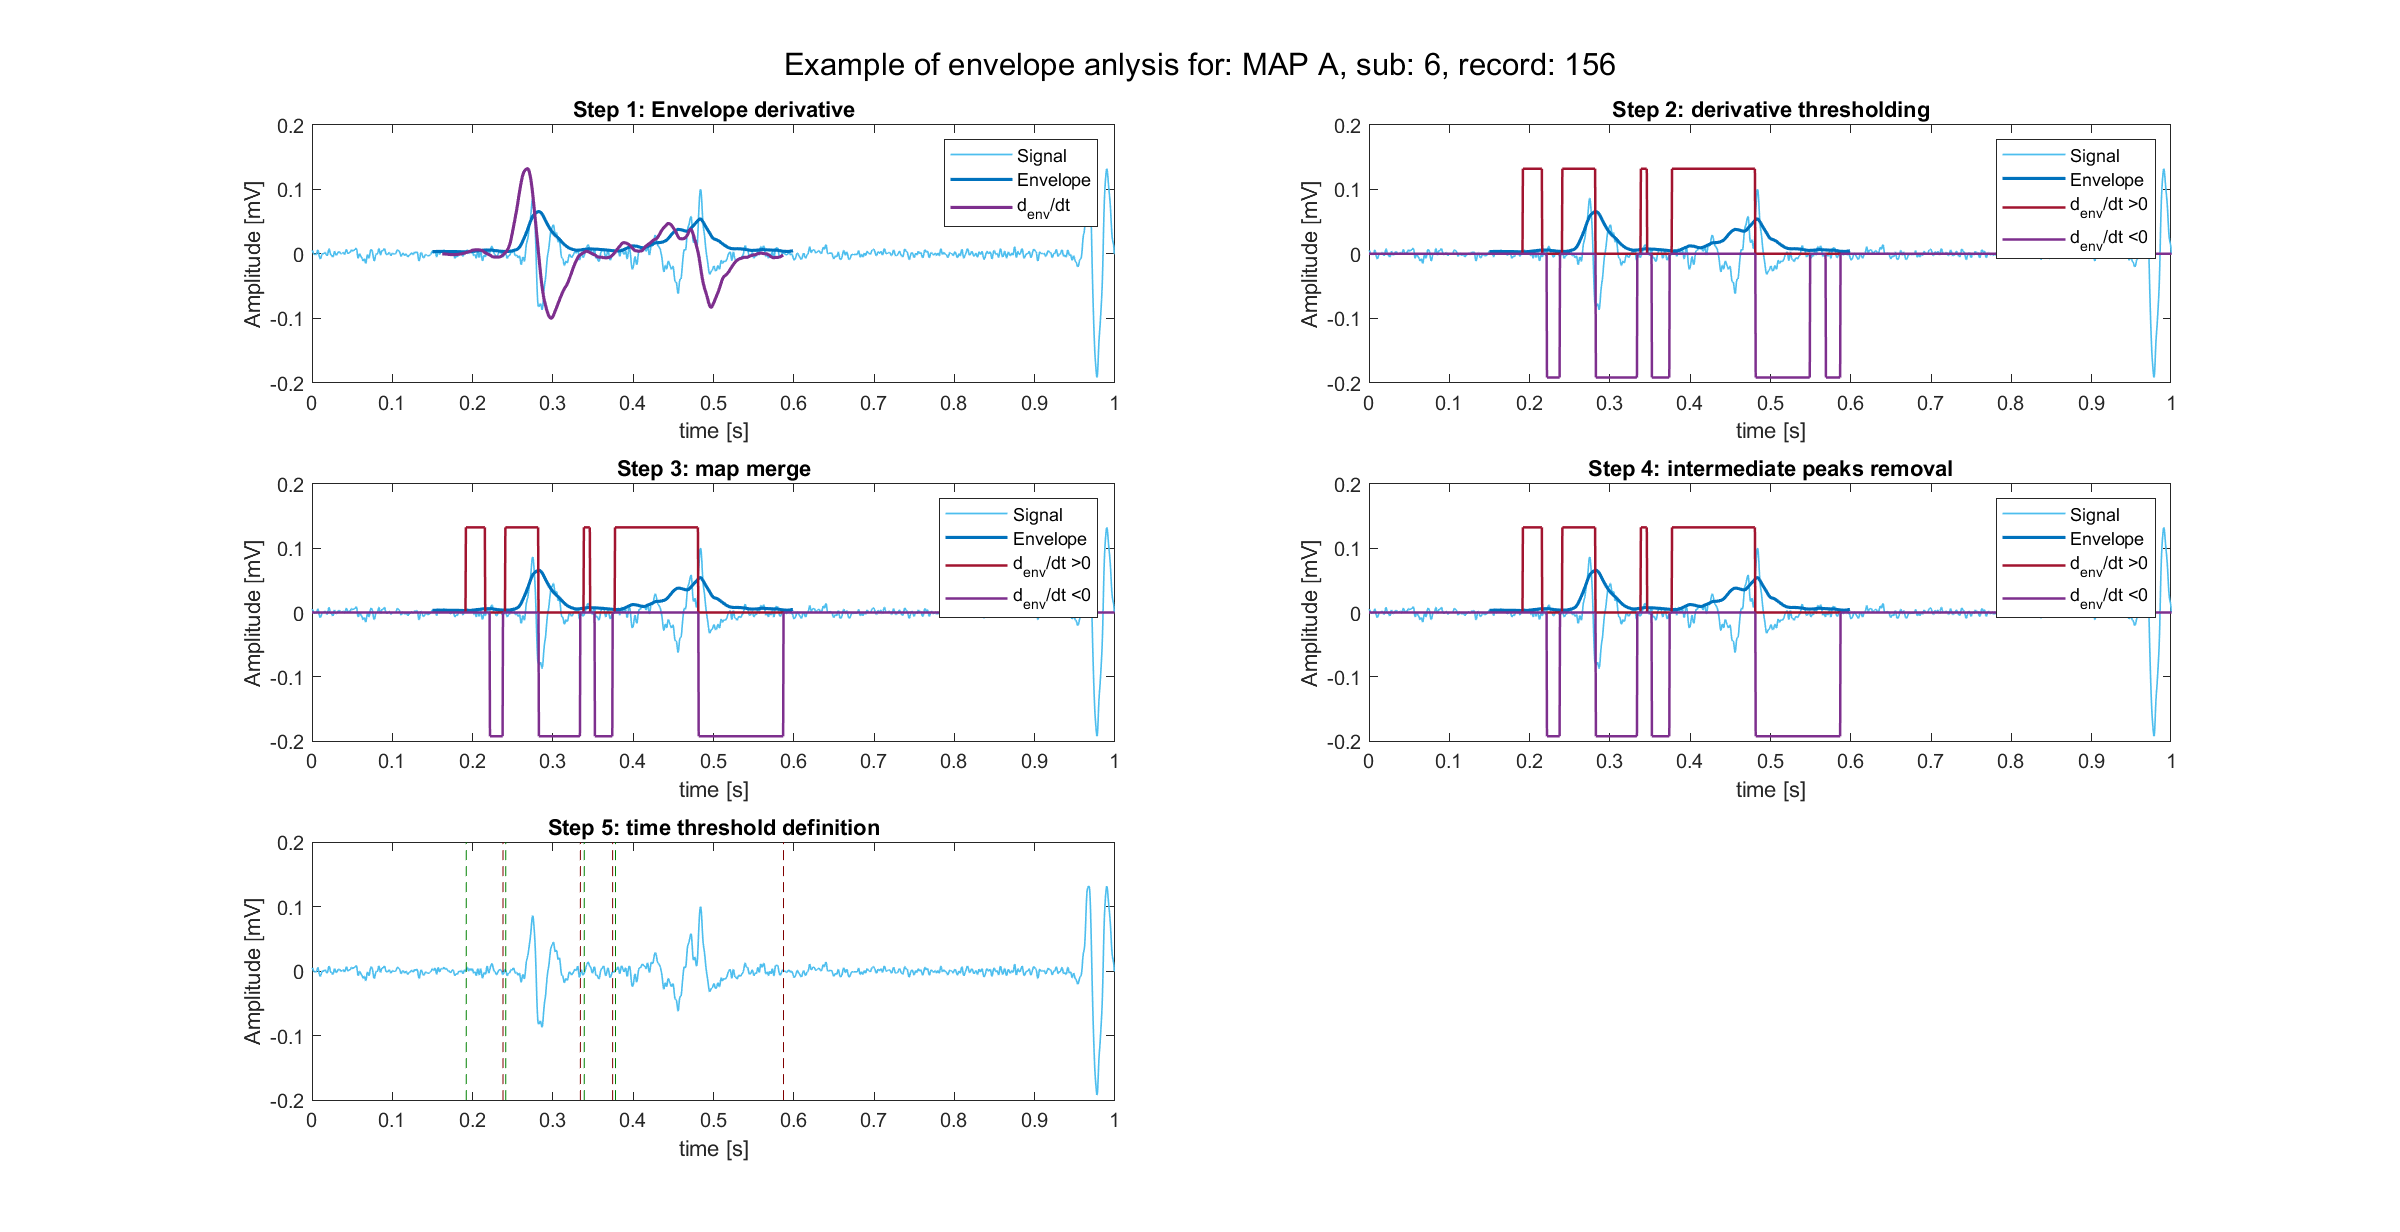 Example of envelope anlysis for: MAP A, sub: 6, record: 156
Step 1: Envelope derivative
Amplitude [mV]
0.2
0.1
0
-0.1
-0.2
Signal
Envelope
d_env/dt
0 0.1 0.2 0.3 0.4 0.5 0.6 0.7 0.8 0.9 1
time [s]
Step 2: derivative thresholding
Amplitude [mV]
0.2
0.1
0
-0.1
-0.2
Signal
Envelope
d_env/dt >0
d_env/dt <0
0 0.1 0.2 0.3 0.4 0.5 0.6 0.7 0.8 0.9 1
time [s]
Step 3: map merge
Amplitude [mV]
0.2
0.1
0
-0.1
-0.2
Signal
Envelope
d_env/dt >0
d_env/dt <0
0 0.1 0.2 0.3 0.4 0.5 0.6 0.7 0.8 0.9 1
time [s]
Step 4: intermediate peaks removal
Amplitude [mV]
0.2
0.1
0
-0.1
-0.2
Signal
Envelope
d_env/dt >0
d_env/dt <0
0 0.1 0.2 0.3 0.4 0.5 0.6 0.7 0.8 0.9 1
time [s]
Step 5: time threshold definition
Amplitude [mV]
0.2
0.1
0
-0.1
-0.2
0 0.1 0.2 0.3 0.4 0.5 0.6 0.7 0.8 0.9 1
time [s]